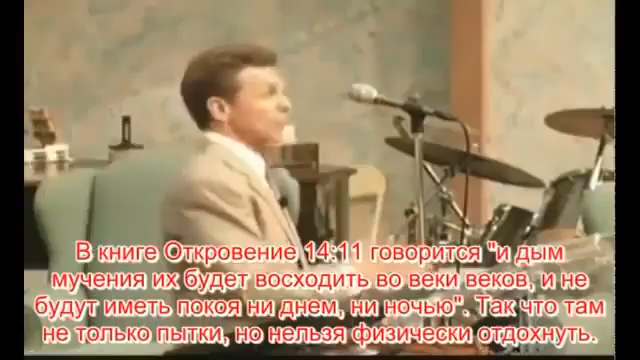 В книге Откровение 14:11 говорится "и дым
мучения их будет восходить во веки веков, и не
будут иметь покоя ни днем, ни ночью". Так что там
не только пытки, но нельзя физически отдохнуть.